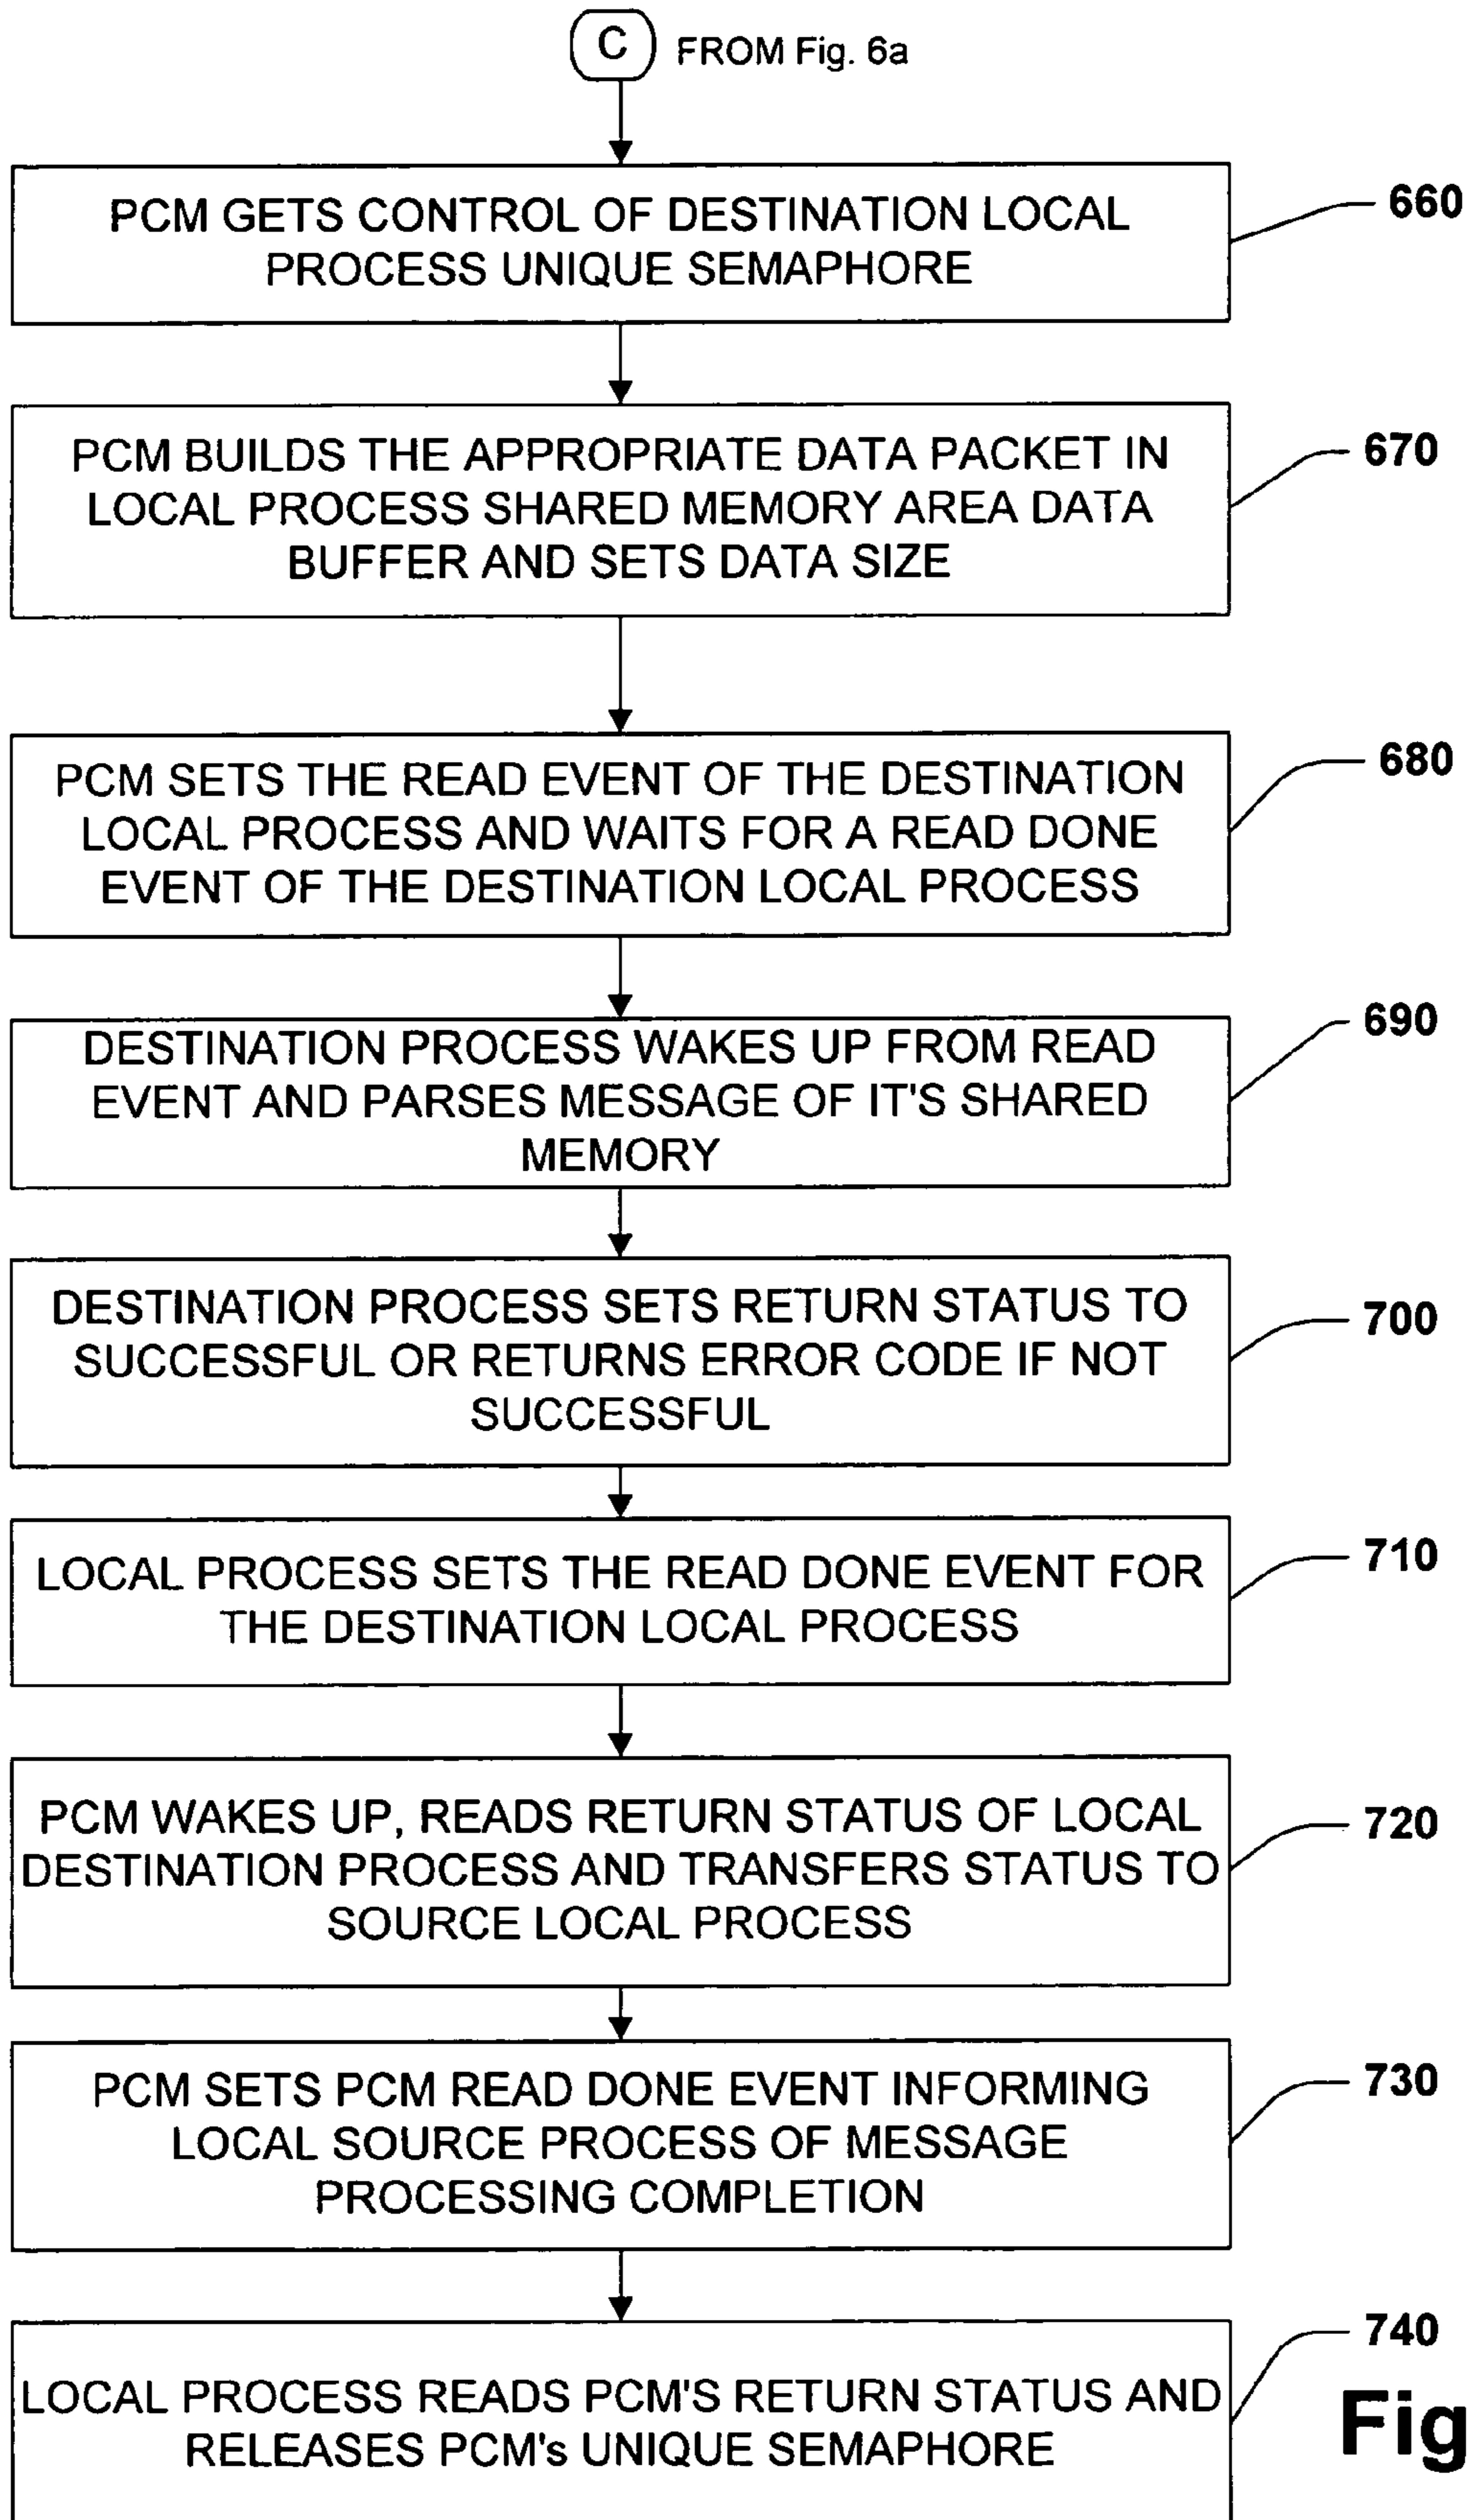 C FROM Fig. 6a
PCM GETS CONTROL OF DESTINATION LOCAL
PROCESS UNIQUE SEMAPHORE
660
PCM BUILDS THE APPROPRIATE DATA PACKET IN
LOCAL PROCESS SHARED MEMORY AREA DATA
BUFFER AND SETS DATA SIZE
670
PCM SETS THE READ EVENT OF THE DESTINATION
LOCAL PROCESS AND WAITS FOR A READ DONE
EVENT OF THE DESTINATION LOCAL PROCESS
680
DESTINATION PROCESS WAKES UP FROM READ
EVENT AND PARSES MESSAGE OF IT'S SHARED
MEMORY
690
DESTINATION PROCESS SETS RETURN STATUS TO
SUCCESSFUL OR RETURNS ERROR CODE IF NOT
SUCCESSFUL
700
LOCAL PROCESS SETS THE READ DONE EVENT FOR
THE DESTINATION LOCAL PROCESS
710
PCM WAKES UP, READS RETURN STATUS OF LOCAL
DESTINATION PROCESS AND TRANSFERS STATUS TO
SOURCE LOCAL PROCESS
720
PCM SETS PCM READ DONE EVENT INFORMING
LOCAL SOURCE PROCESS OF MESSAGE
PROCESSING COMPLETION
730
LOCAL PROCESS READS PCM'S RETURN STATUS AND
RELEASES PCM's UNIQUE SEMAPHORE
740
Fig